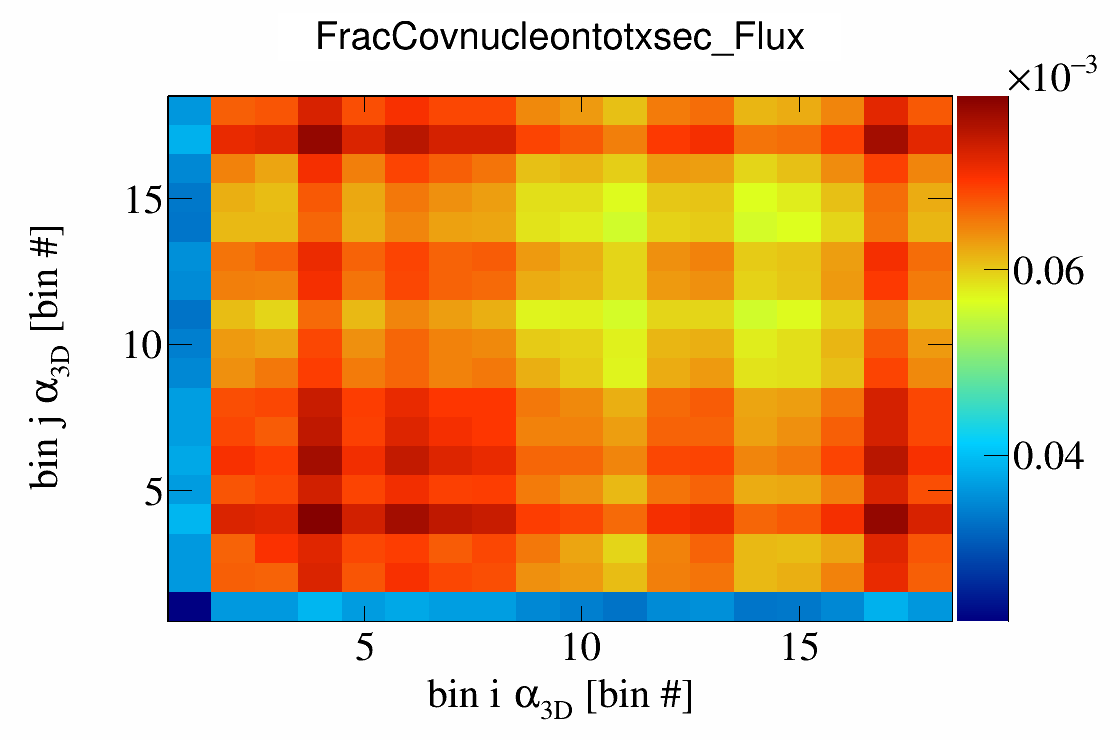 FracCovnucleontotxsec_Flux
×10⁻³
15
10
5
0.06
0.04
5 10 15
bin j α3D [bin #]
bin i α3D [bin #]